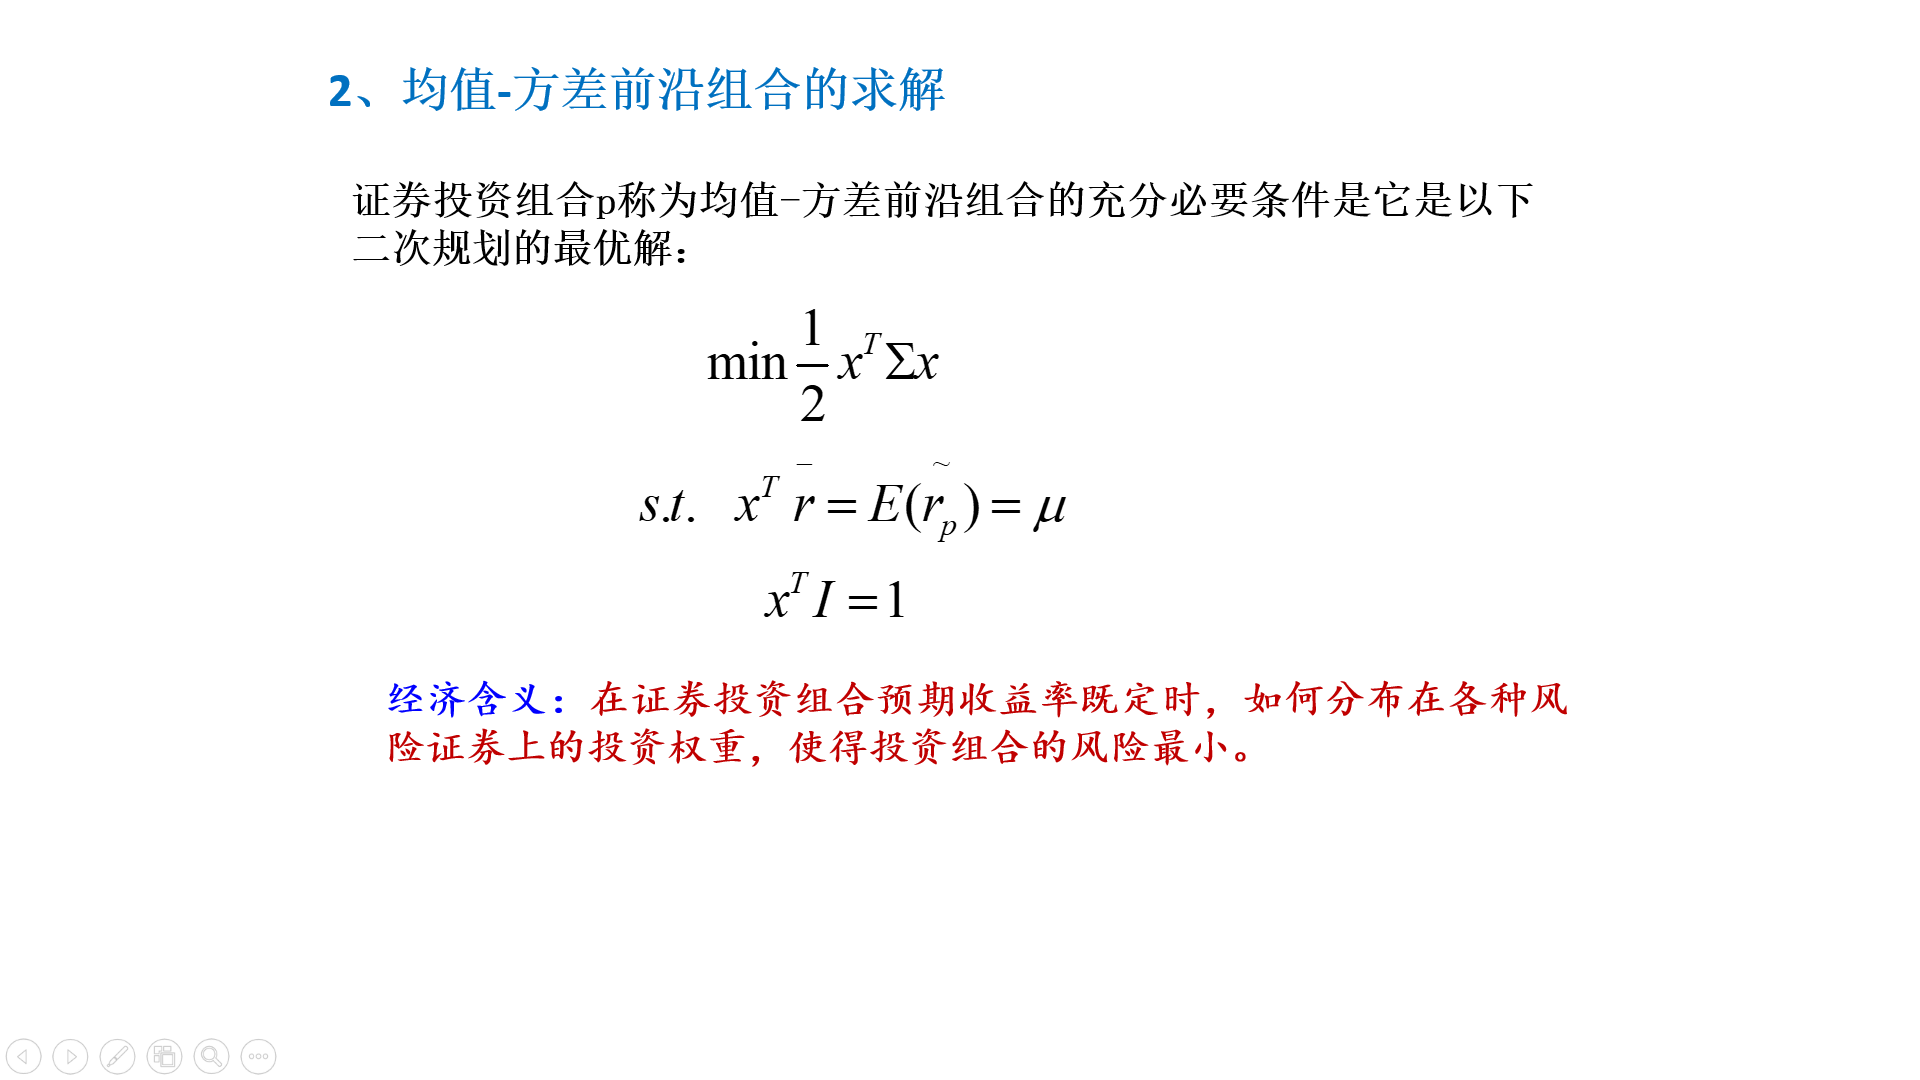 2、均值-方差前沿组合的求解
证券投资组合p称为均值-方差前沿组合的充分必要条件是它是以下
二次规划的最优解：
$\min \frac{1}{2} x^T \Sigma x$
$s.t. \quad x^T \bar{r} = E(\tilde{r}_p) = \mu$
$x^T I = 1$
经济含义：在证券投资组合预期收益率既定时，如何分布在各种风
险证券上的投资权重，使得投资组合的风险最小。